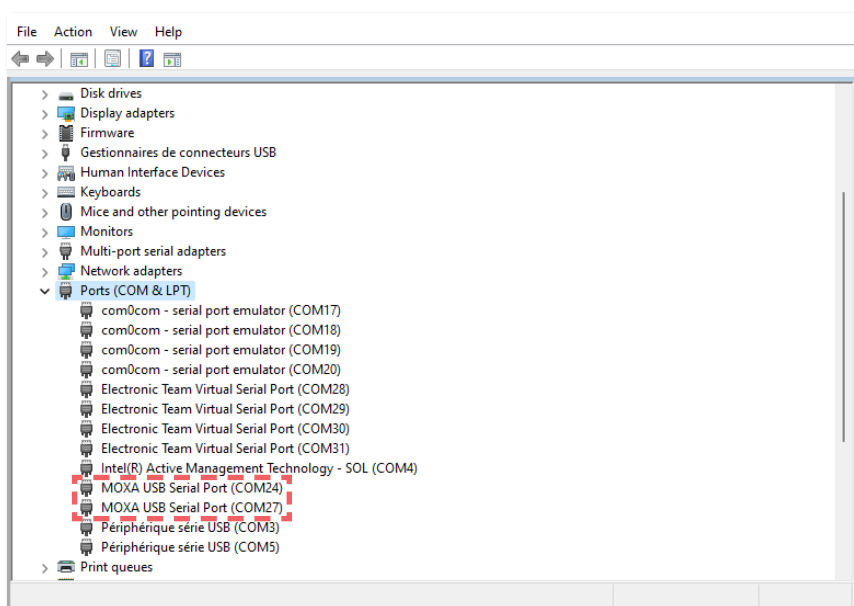 File Action View Help
Disk drives
Display adapters
Firmware
Gestionnaires de connecteurs USB
Human Interface Devices
Keyboards
Mice and other pointing devices
Monitors
Multi-port serial adapters
Network adapters
Ports (COM & LPT)
com0com - serial port emulator (COM17)
com0com - serial port emulator (COM18)
com0com - serial port emulator (COM19)
com0com - serial port emulator (COM20)
Electronic Team Virtual Serial Port (COM28)
Electronic Team Virtual Serial Port (COM29)
Electronic Team Virtual Serial Port (COM30)
Electronic Team Virtual Serial Port (COM31)
Intel(R) Active Management Technology - SOL (COM4)
MOXA USB Serial Port (COM24)
MOXA USB Serial Port (COM27)
Périphérique série USB (COM3)
Périphérique série USB (COM5)
Print queues